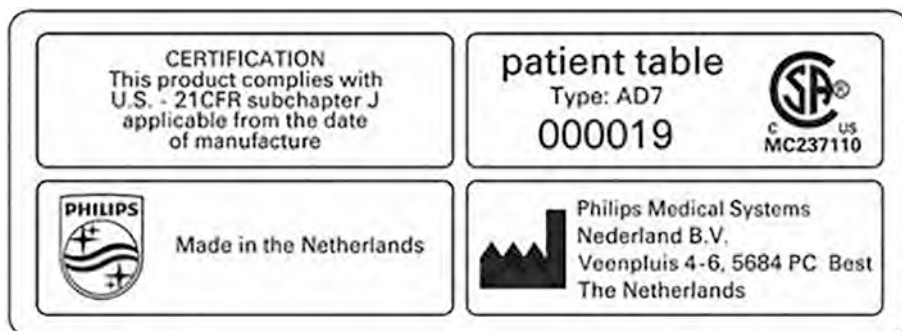 CERTIFICATION
This product complies with
U.S. - 21CFR subchapter J
applicable from the date
of manufacture
patient table
Type: AD7
000019
CSA®
C US
MC237110
PHILIPS
Made in the Netherlands
Philips Medical Systems
Nederland B.V.
Veenpluis 4-6, 5684 PC Best
The Netherlands